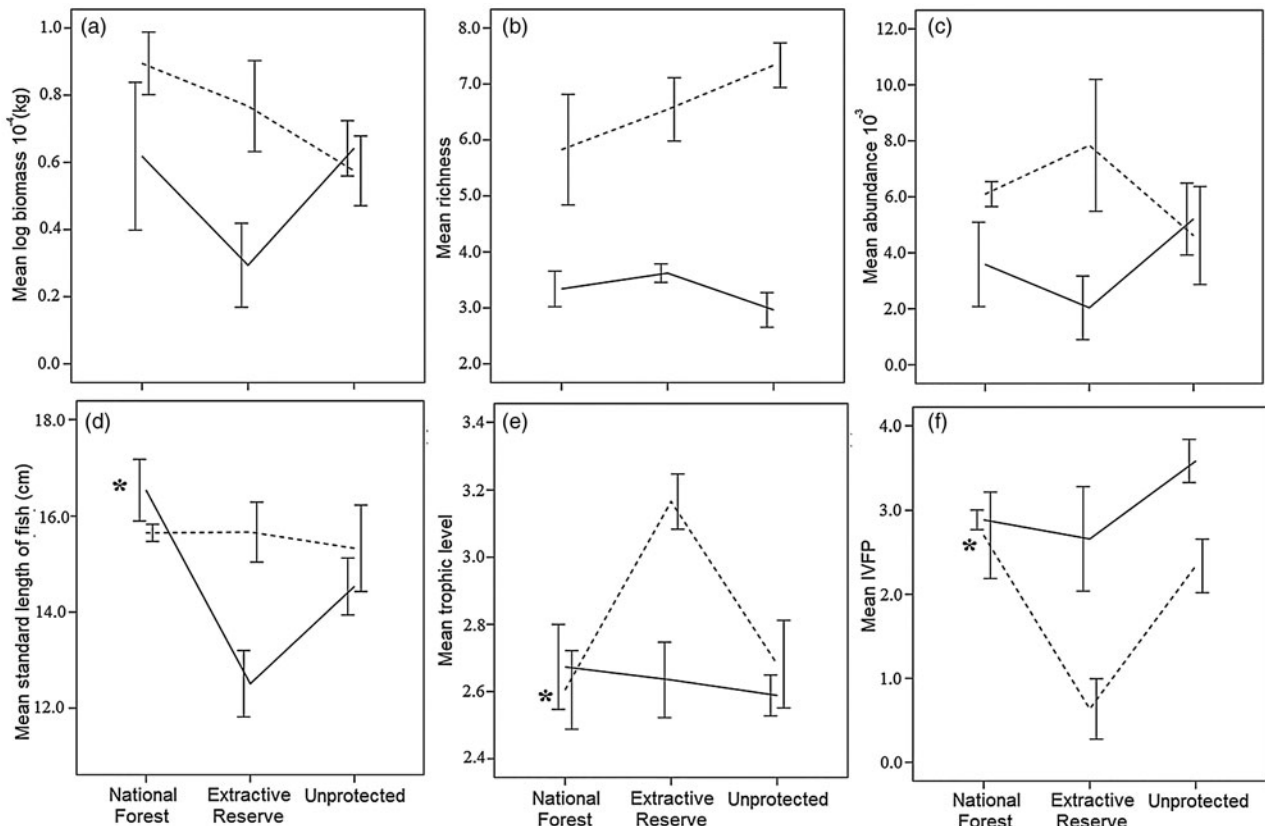 (a)
Mean log biomass 10⁻⁴(kg)
1.0
0.8
0.6
0.4
0.2
0.0
(b)
Mean richness
8.0
7.0
6.0
5.0
4.0
3.0
2.0
(c)
Mean abundance 10⁻³
12.0
10.0
8.0
6.0
4.0
2.0
0.0
(d)
Mean standard length of fish (cm)
18.0
16.0
14.0
12.0
*
National
Forest
Extractive
Reserve
Unprotected
(e)
Mean trophic level
3.4
3.2
3.0
2.8
2.6
2.4
*
National
Forest
Extractive
Reserve
Unprotected
(f)
Mean IVFP
4.0
3.0
2.0
1.0
0.0
*
National
Forest
Extractive
Reserve
Unprotected